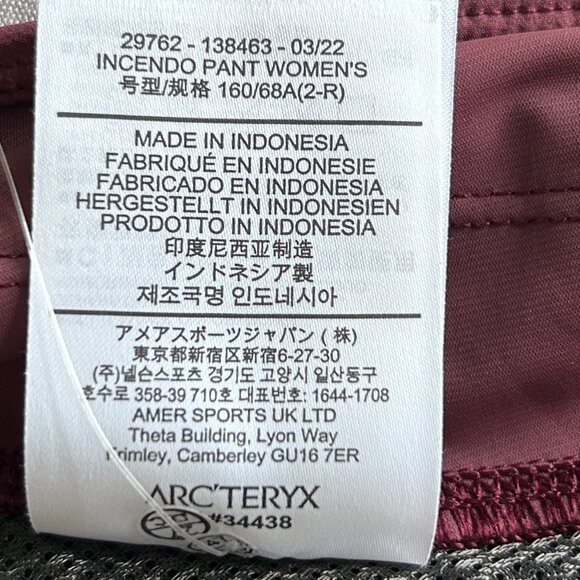 29762 - 138463 - 03/22
INCENDO PANT WOMEN'S
号型/规格 160/68A(2-R)
MADE IN INDONESIA
FABRIQUÉ EN INDONESIE
FABRICADO EN INDONESIA
HERGESTELLT IN INDONESIEN
PRODOTTO IN INDONESIA
印度尼西亚制造
インドネシア製
제조국명 인도네시아
アメアスポーツジャパン ( 株)
東京都新宿区新宿6-27-30
(주)넬슨스포츠 경기도 고양시 일산동구
호수로 358-39 710호 대표번호: 1644-1708
AMER SPORTS UK LTD
Theta Building, Lyon Way
Frimley, Camberley GU16 7ER
ARC'TERYX
#34438